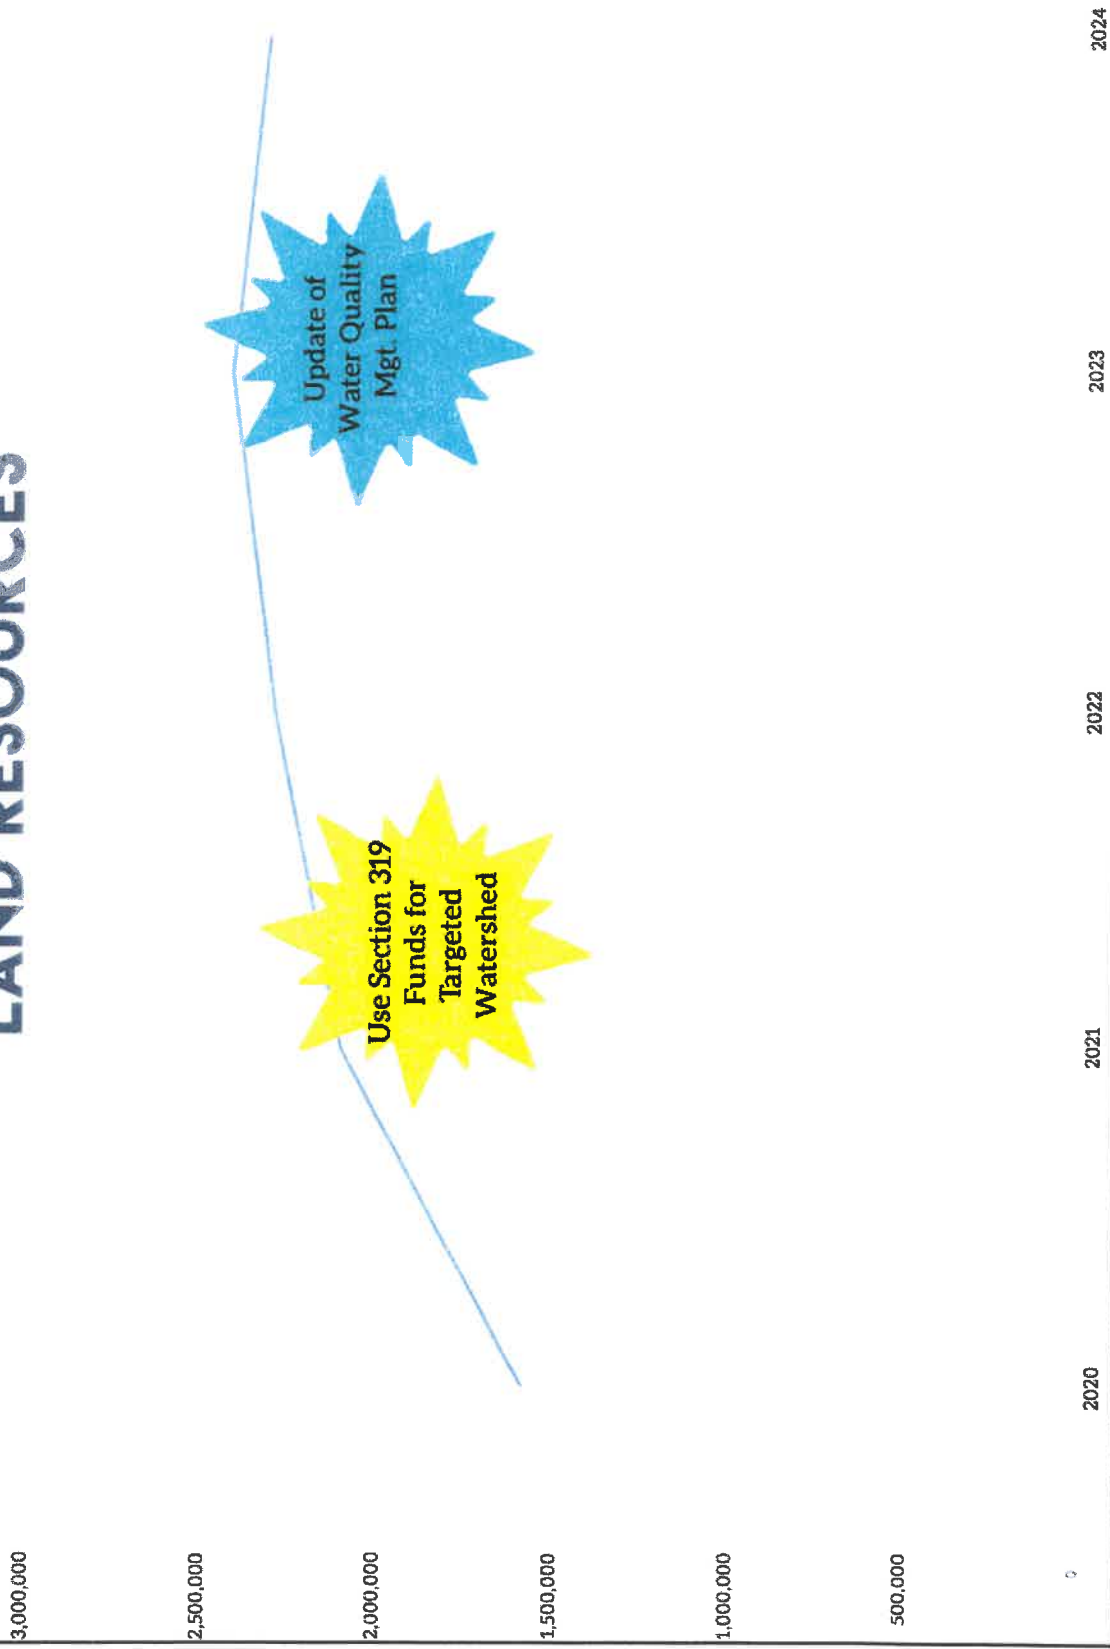 LAND RESOURCES
3,000,000
2,500,000
2,000,000
1,500,000
1,000,000
500,000
0
Use Section 319
Funds for
Targeted
Watershed
Update of
Water Quality
Mgt. Plan
2020
2021
2022
2023
2024